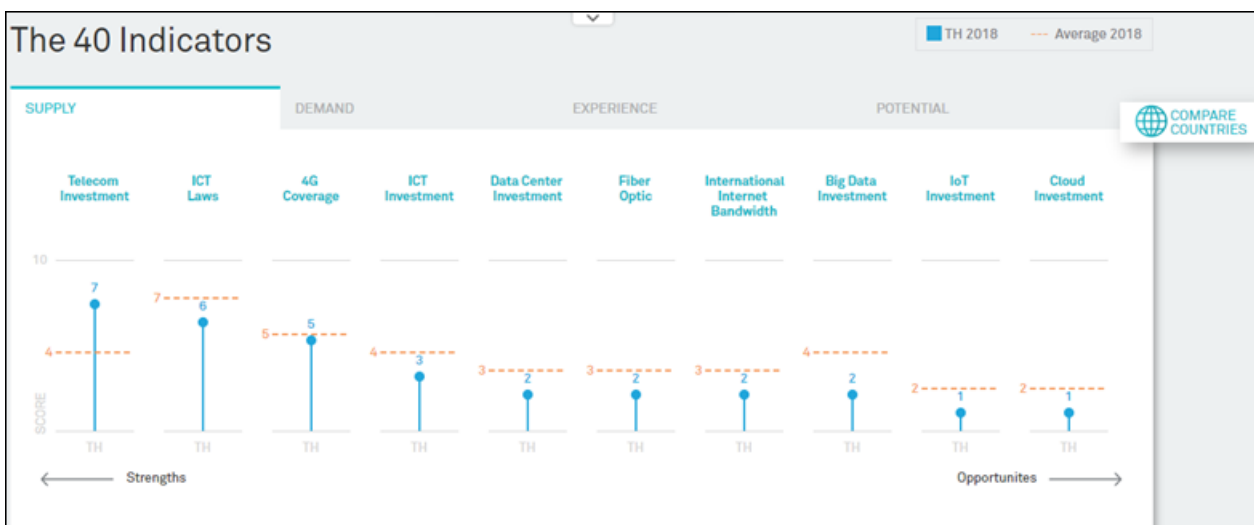 The 40 Indicators
TH 2018 --- Average 2018
SUPPLY DEMAND EXPERIENCE POTENTIAL
COMPARE
COUNTRIES
Telecom
Investment
ICT
Laws
4G
Coverage
ICT
Investment
Data Center
Investment
Fiber
Optic
International
Internet
Bandwidth
Big Data
Investment
IoT
Investment
Cloud
Investment
10
7
4
7
6
5
5
4
3
3
2
3
2
3
2
4
2
2
1
2
1
SCORE
TH TH TH TH TH TH TH TH TH TH
Strengths Opportunites